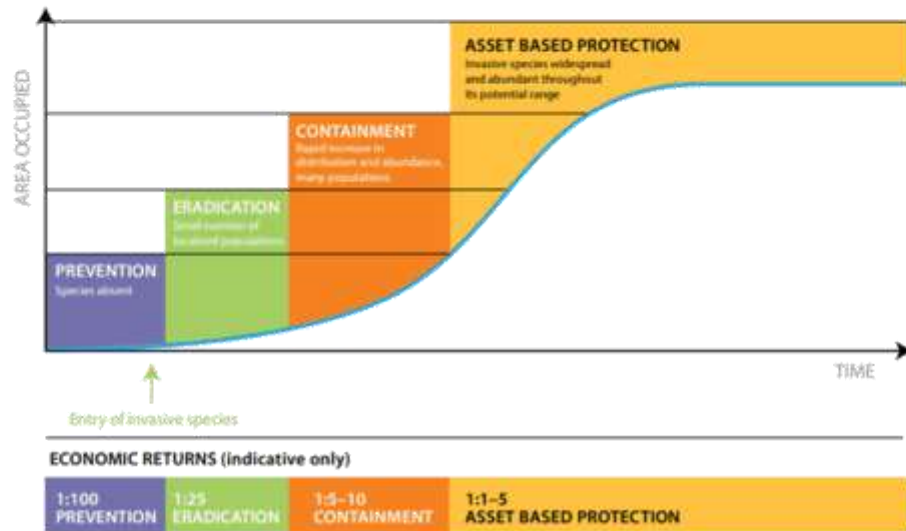 AREA OCCUPIED
ASSET BASED PROTECTION
Invasive species widespread
and abundant throughout
its potential range
CONTAINMENT
Rapid increase in
distribution and abundance,
many populations
ERADICATION
Small number of
localised populations
PREVENTION
Species absent
TIME
Entry of invasive species
ECONOMIC RETURNS (indicative only)
1:100
PREVENTION
1:25
ERADICATION
1:5–10
CONTAINMENT
1:1–5
ASSET BASED PROTECTION